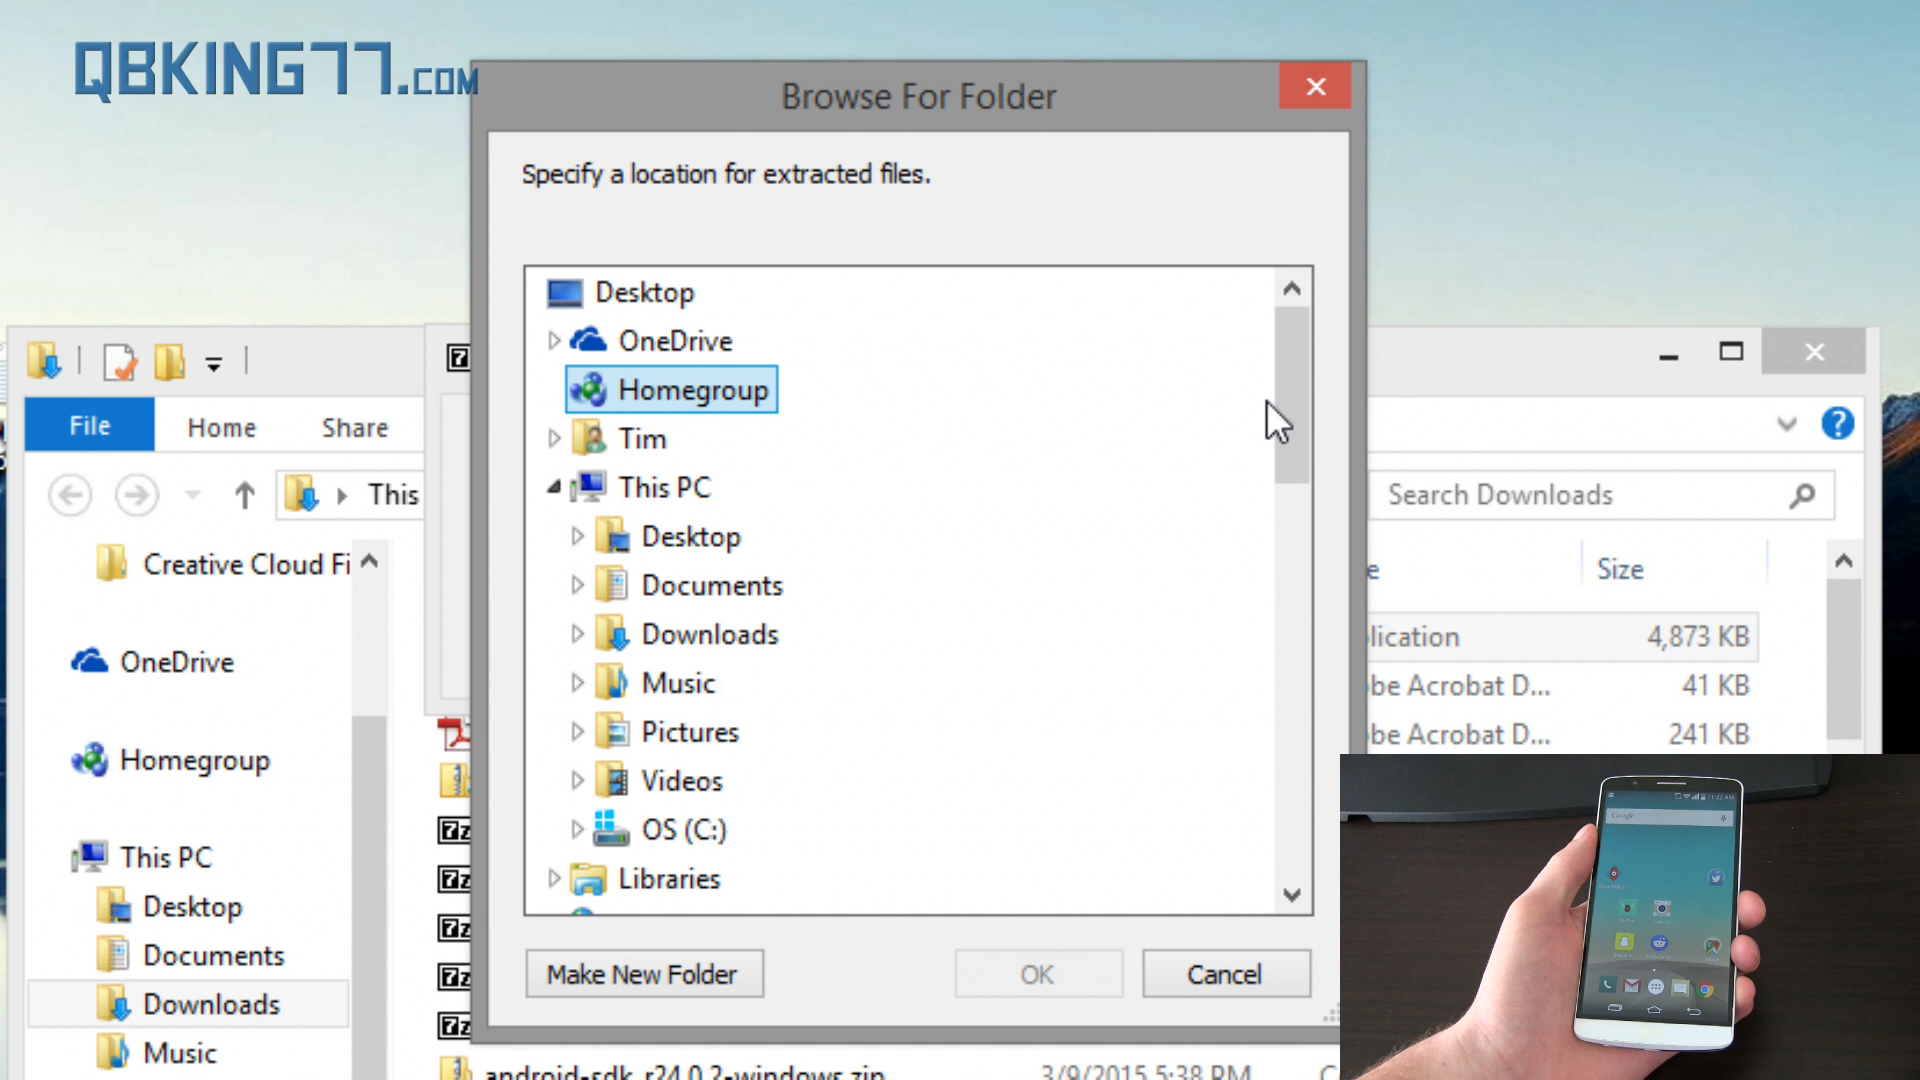 QBKING77.COM
Browse For Folder
Specify a location for extracted files.
Desktop
OneDrive
Homegroup
Tim
This PC
Desktop
Documents
Downloads
Music
Pictures
Videos
OS (C:)
Libraries
Make New Folder
OK
Cancel
File
Home
Share
This
Creative Cloud Fi
OneDrive
Homegroup
This PC
Desktop
Documents
Downloads
Music
Search Downloads
e
Size
lication
4,873 KB
be Acrobat D...
41 KB
be Acrobat D...
241 KB
android-sdk_r24.0.2-windows.zip
3/9/2015 5:38 PM
C
Google